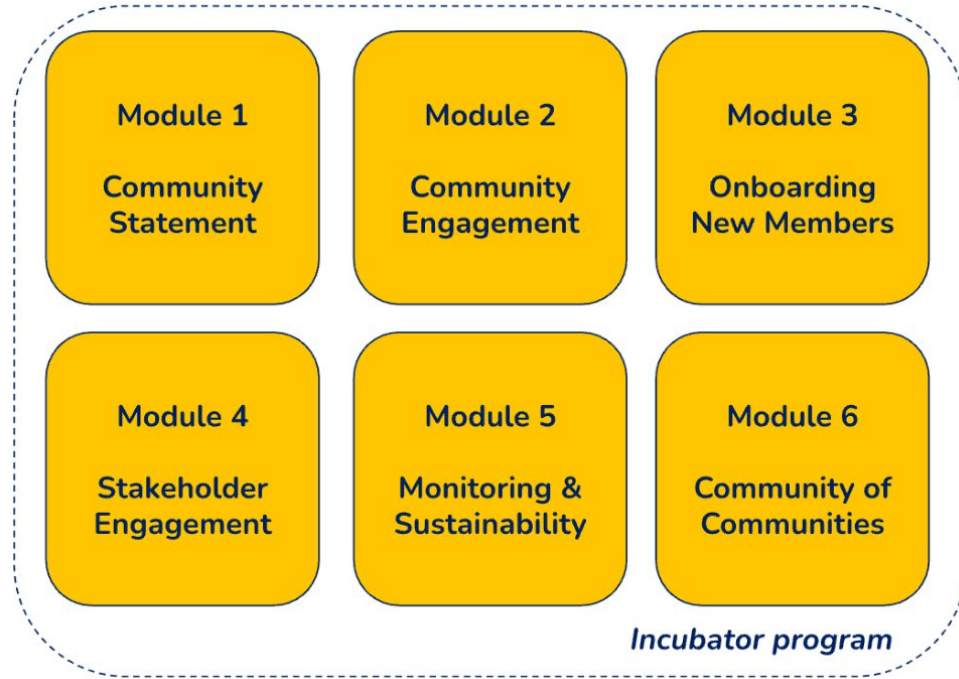 Module 1
Community
Statement
Module 2
Community
Engagement
Module 3
Onboarding
New Members
Module 4
Stakeholder
Engagement
Module 5
Monitoring &
Sustainability
Module 6
Community of
Communities
Incubator program